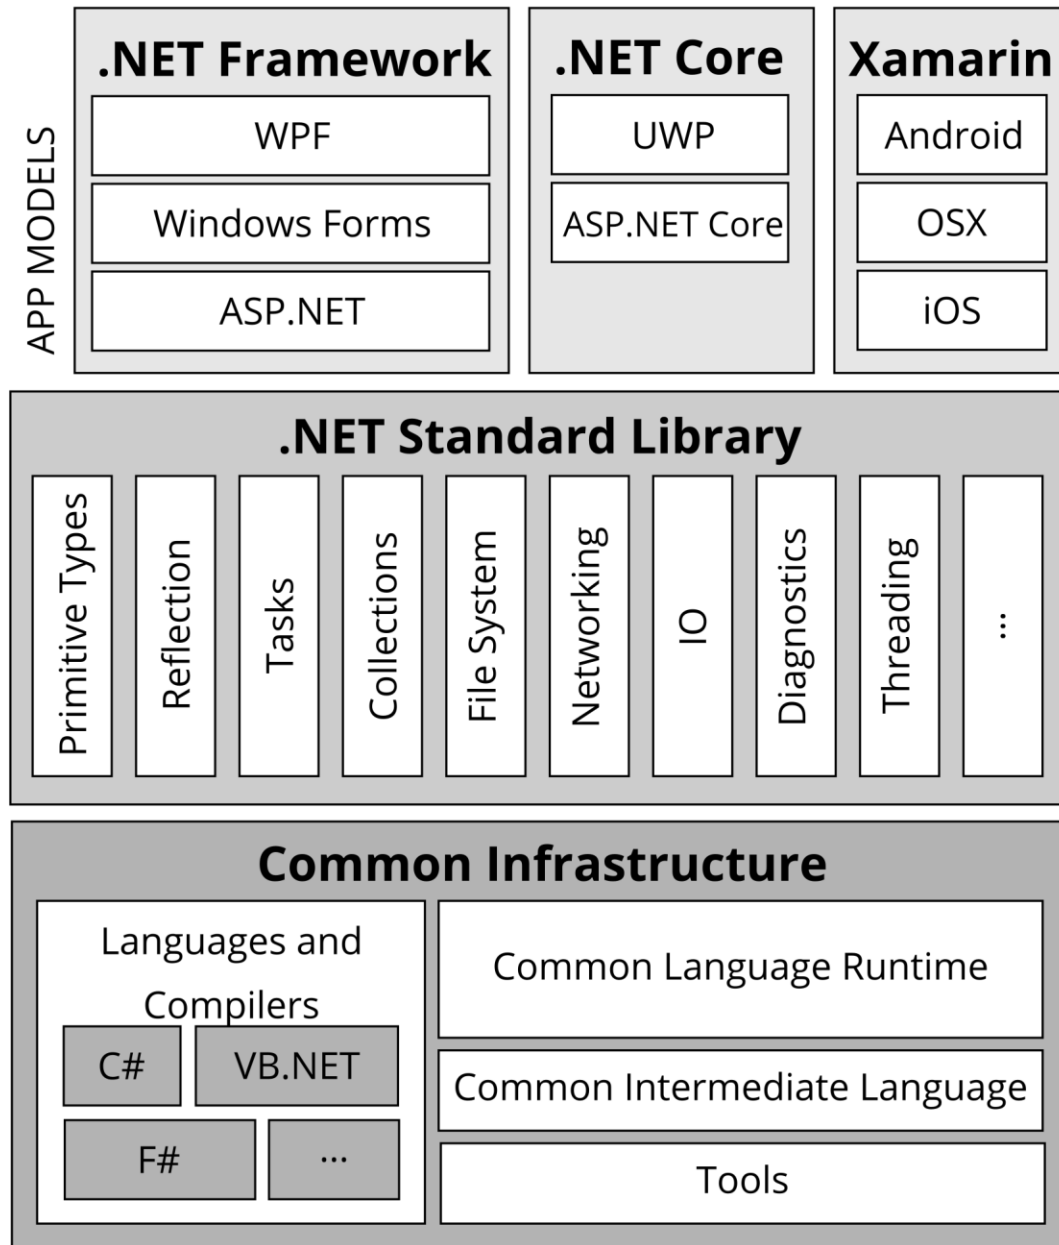 APP MODELS
.NET Framework
WPF
Windows Forms
ASP.NET
.NET Core
UWP
ASP.NET Core
Xamarin
Android
OSX
iOS
.NET Standard Library
Primitive Types
Reflection
Tasks
Collections
File System
Networking
IO
Diagnostics
Threading
...
Common Infrastructure
Languages and
Compilers
C#
VB.NET
F#
...
Common Language Runtime
Common Intermediate Language
Tools